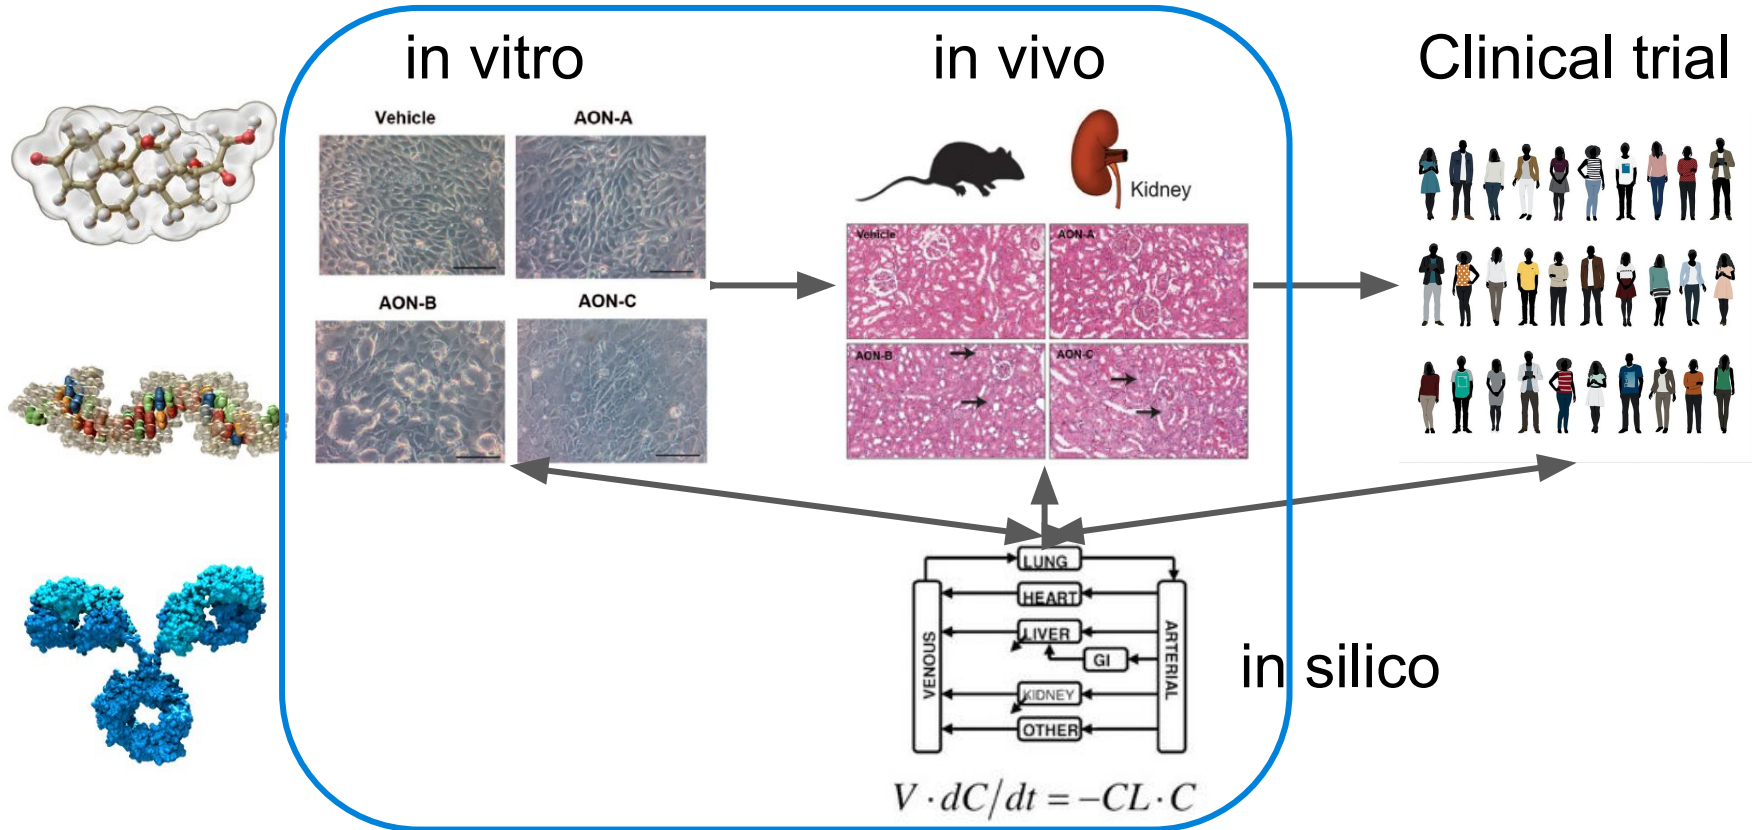 in vitro
in vivo
Clinical trial
Vehicle
AON-A
AON-B
AON-C
Kidney
Vehicle
AON-A
AON-B
AON-C
LUNG
HEART
LIVER
GI
KIDNEY
OTHER
VENOUS
ARTERIAL
in silico
V · dC/dt = −CL · C